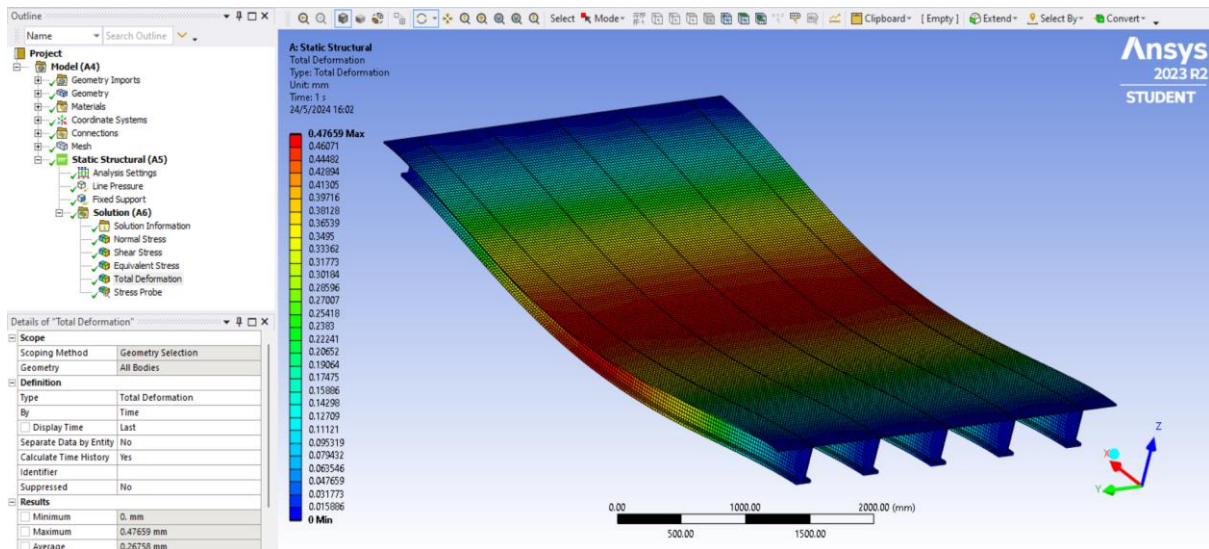 Outline
Name Search Outline
Project
Model (A4)
Geometry Imports
Geometry
Materials
Coordinate Systems
Connections
Mesh
Static Structural (A5)
Analysis Settings
Line Pressure
Fixed Support
Solution (A6)
Solution Information
Normal Stress
Shear Stress
Equivalent Stress
Total Deformation
Stress Probe
Details of "Total Deformation"
Scope
Scoping Method Geometry Selection
Geometry All Bodies
Definition
Type Total Deformation
By Time
Display Time Last
Separate Data by Entity No
Calculate Time History Yes
Identifier
Suppressed No
Results
Minimum 0. mm
Maximum 0.47659 mm
Average 0.26758 mm
Select Mode Clipboard [ Empty ] Extend Select By Convert
A: Static Structural
Total Deformation
Type: Total Deformation
Unit: mm
Time: 1 s
24/5/2024 16:02
0.47659 Max
0.46071
0.44482
0.42894
0.41305
0.39716
0.38128
0.36539
0.3495
0.33362
0.31773
0.30184
0.28596
0.27007
0.25418
0.2383
0.22241
0.20652
0.19064
0.17475
0.15886
0.14298
0.12709
0.11121
0.095319
0.079432
0.063546
0.047659
0.031773
0.015886
0 Min
Ansys
2023 R2
STUDENT
Z
X
Y
0.00 1000.00 2000.00 (mm)
500.00 1500.00